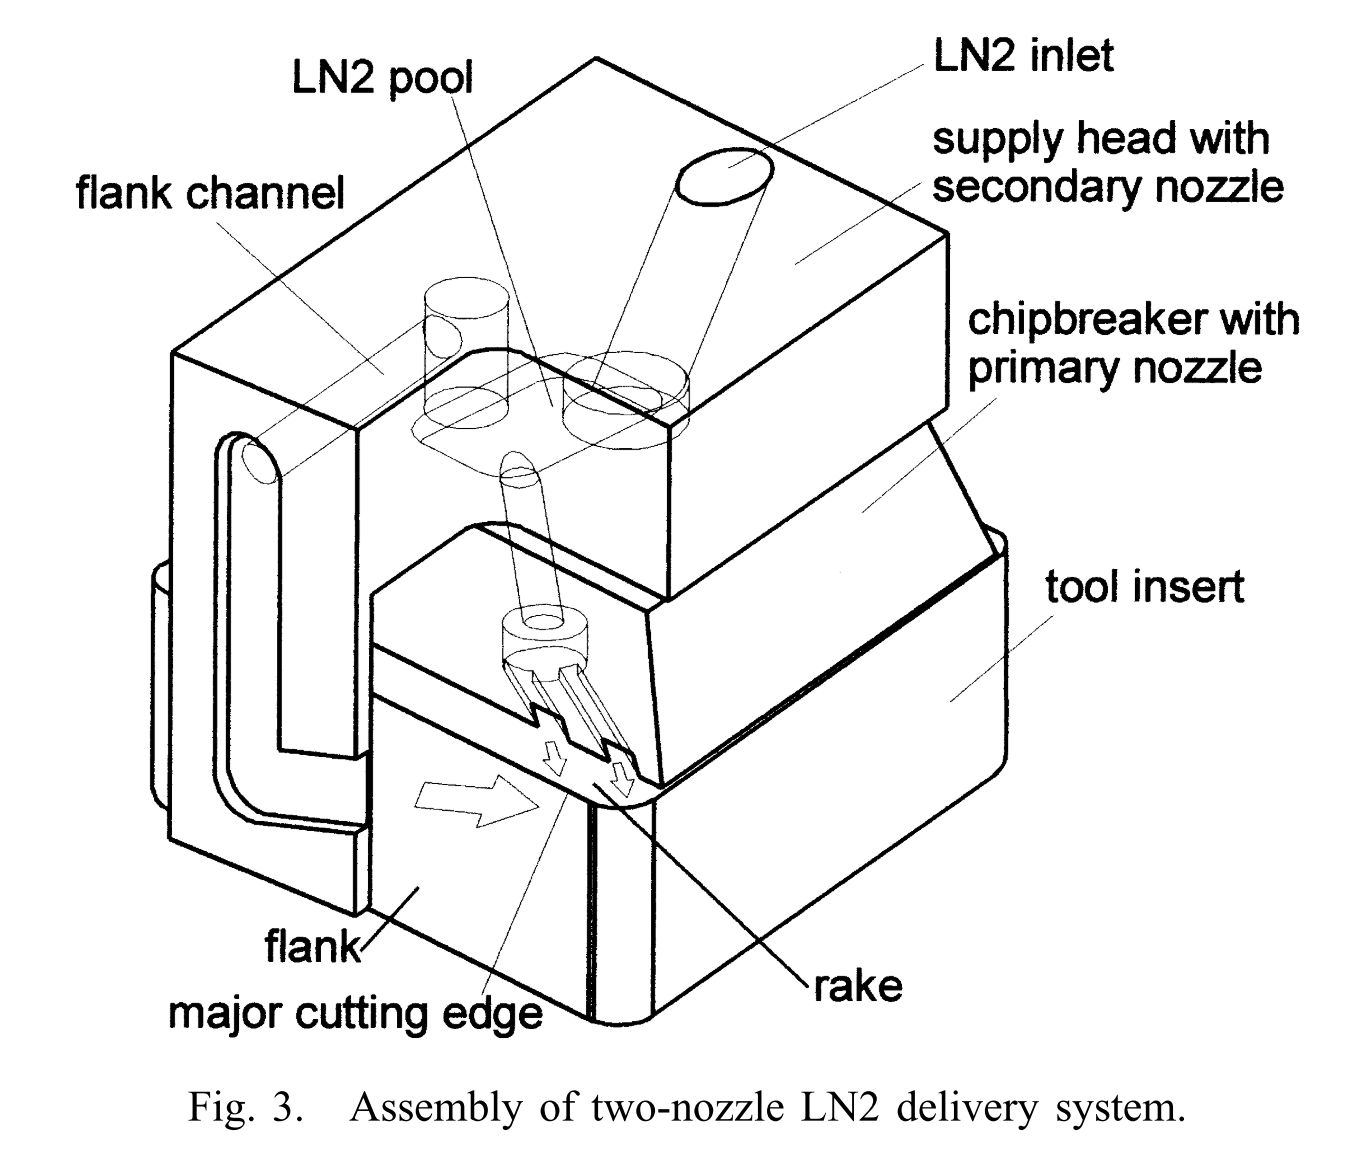 LN2 pool
LN2 inlet
supply head with
secondary nozzle
flank channel
chipbreaker with
primary nozzle
tool insert
flank
rake
major cutting edge
Fig. 3. Assembly of two-nozzle LN2 delivery system.